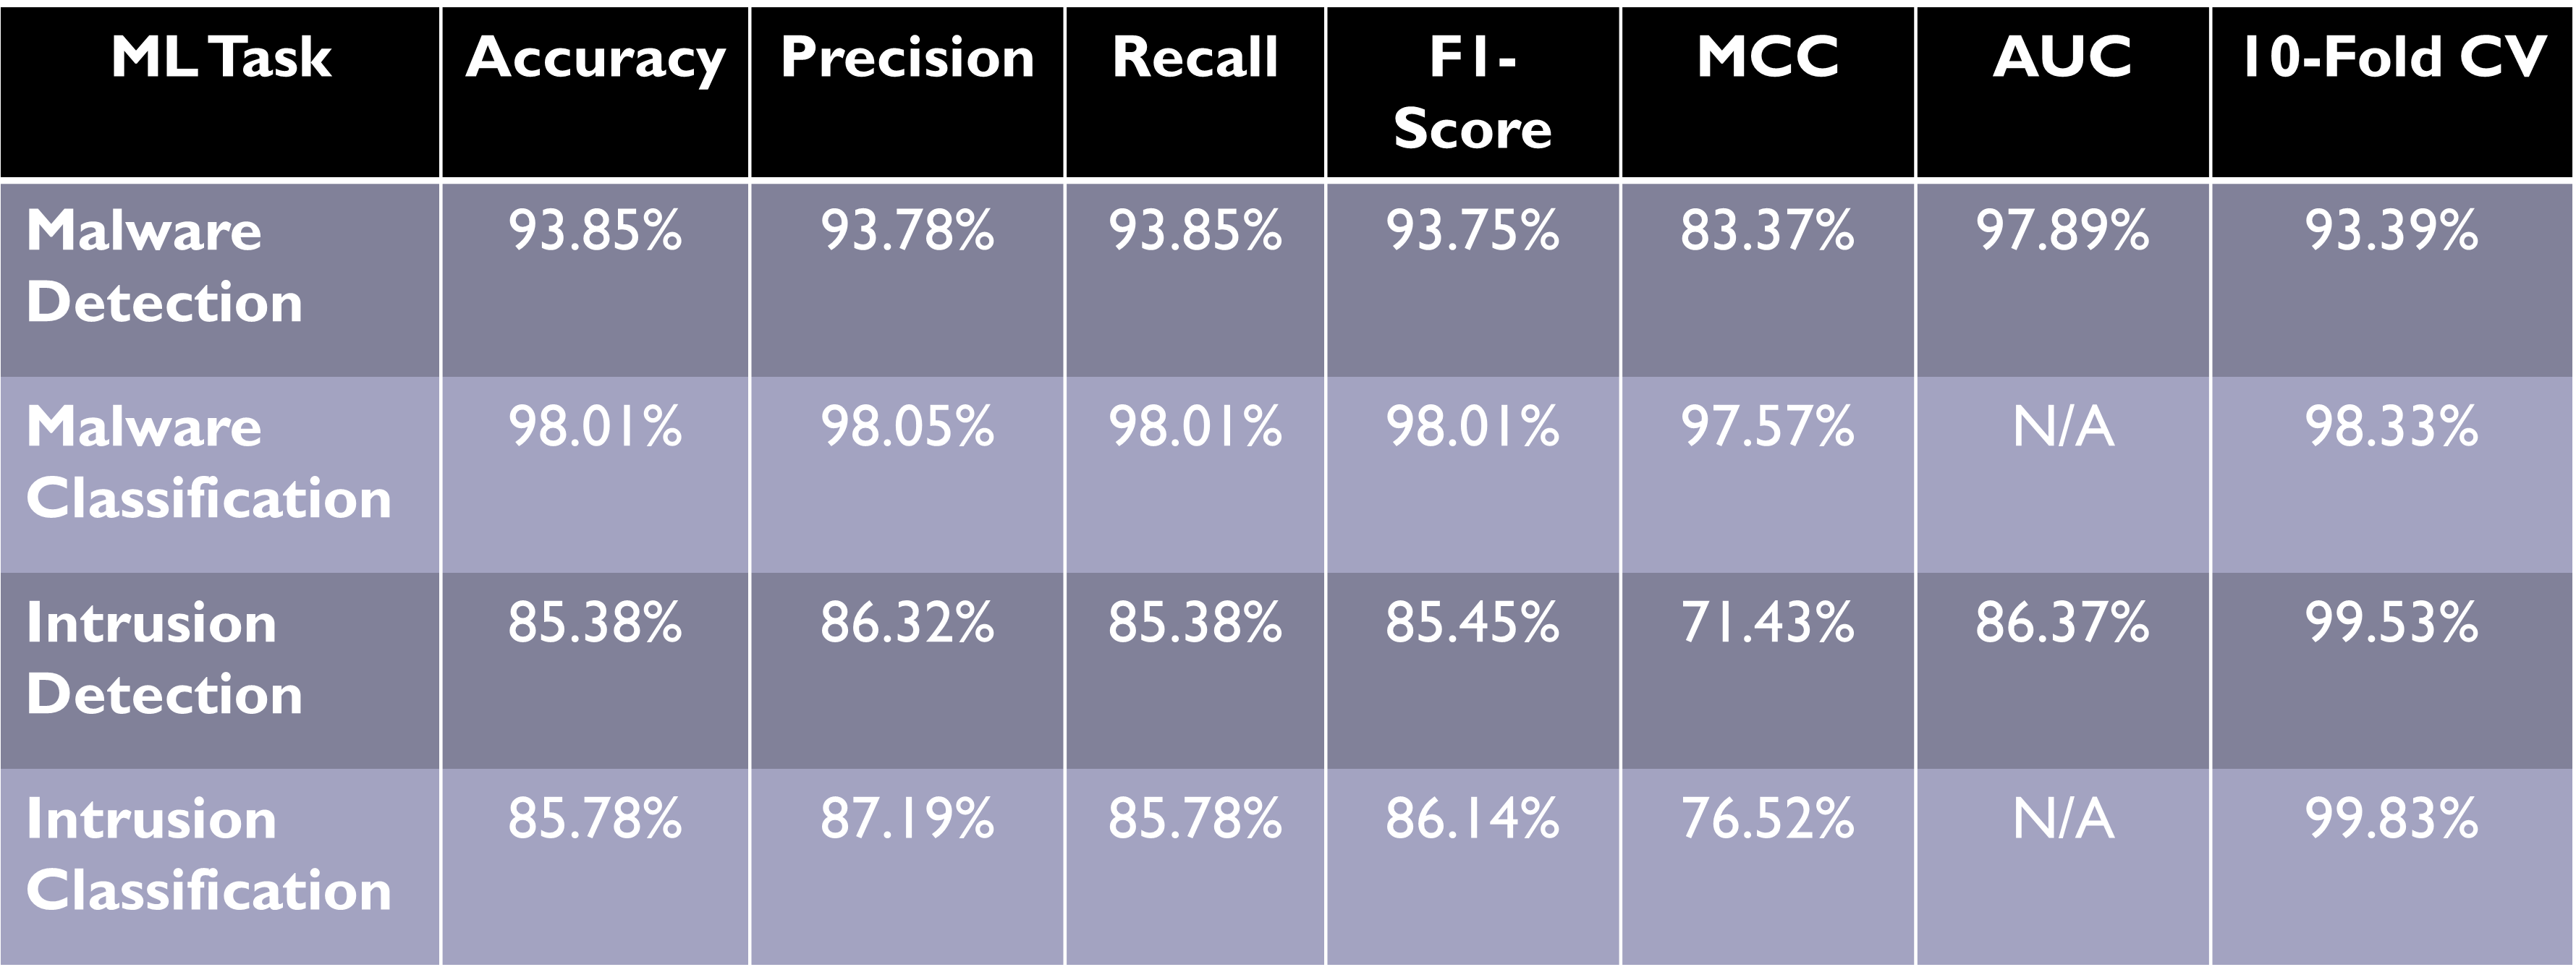 ML Task Accuracy Precision Recall F1- MCC AUC 10-Fold CV
Score
Malware 93.85% 93.78% 93.85% 93.75% 83.37% 97.89% 93.39%
Detection
Malware 98.01% 98.05% 98.01% 98.01% 97.57% N/A 98.33%
Classification
Intrusion 85.38% 86.32% 85.38% 85.45% 71.43% 86.37% 99.53%
Detection
Intrusion 85.78% 87.19% 85.78% 86.14% 76.52% N/A 99.83%
Classification